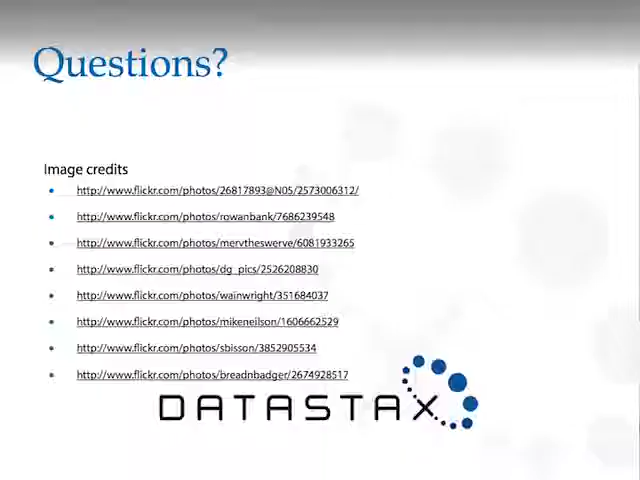 Questions?
Image credits
http://www.flickr.com/photos/26817893@N05/2573006312/
http://www.flickr.com/photos/rowanbank/7686239548
http://www.flickr.com/photos/mervtheswerve/6081933265
http://www.flickr.com/photos/dg_pics/2526208830
http://www.flickr.com/photos/wainwright/351684037
http://www.flickr.com/photos/mikeneilson/1606662529
http://www.flickr.com/photos/sbisson/3852905534
http://www.flickr.com/photos/breadnbadger/2674928517
DATASTAX